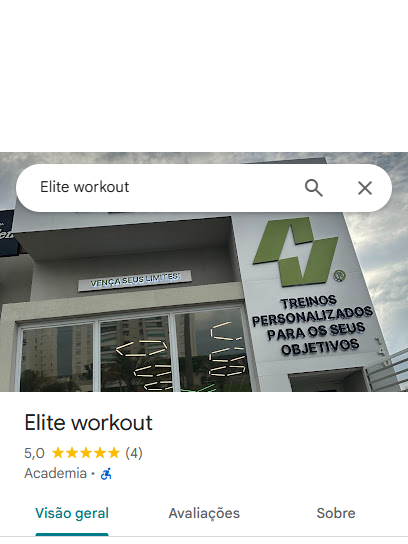 Elite workout
VENÇA SEUS LIMITES!
®
TREINOS
PERSONALIZADOS
PARA OS SEUS
OBJETIVOS
Elite workout
5,0 (4)
Academia ·
Visão geral Avaliações Sobre